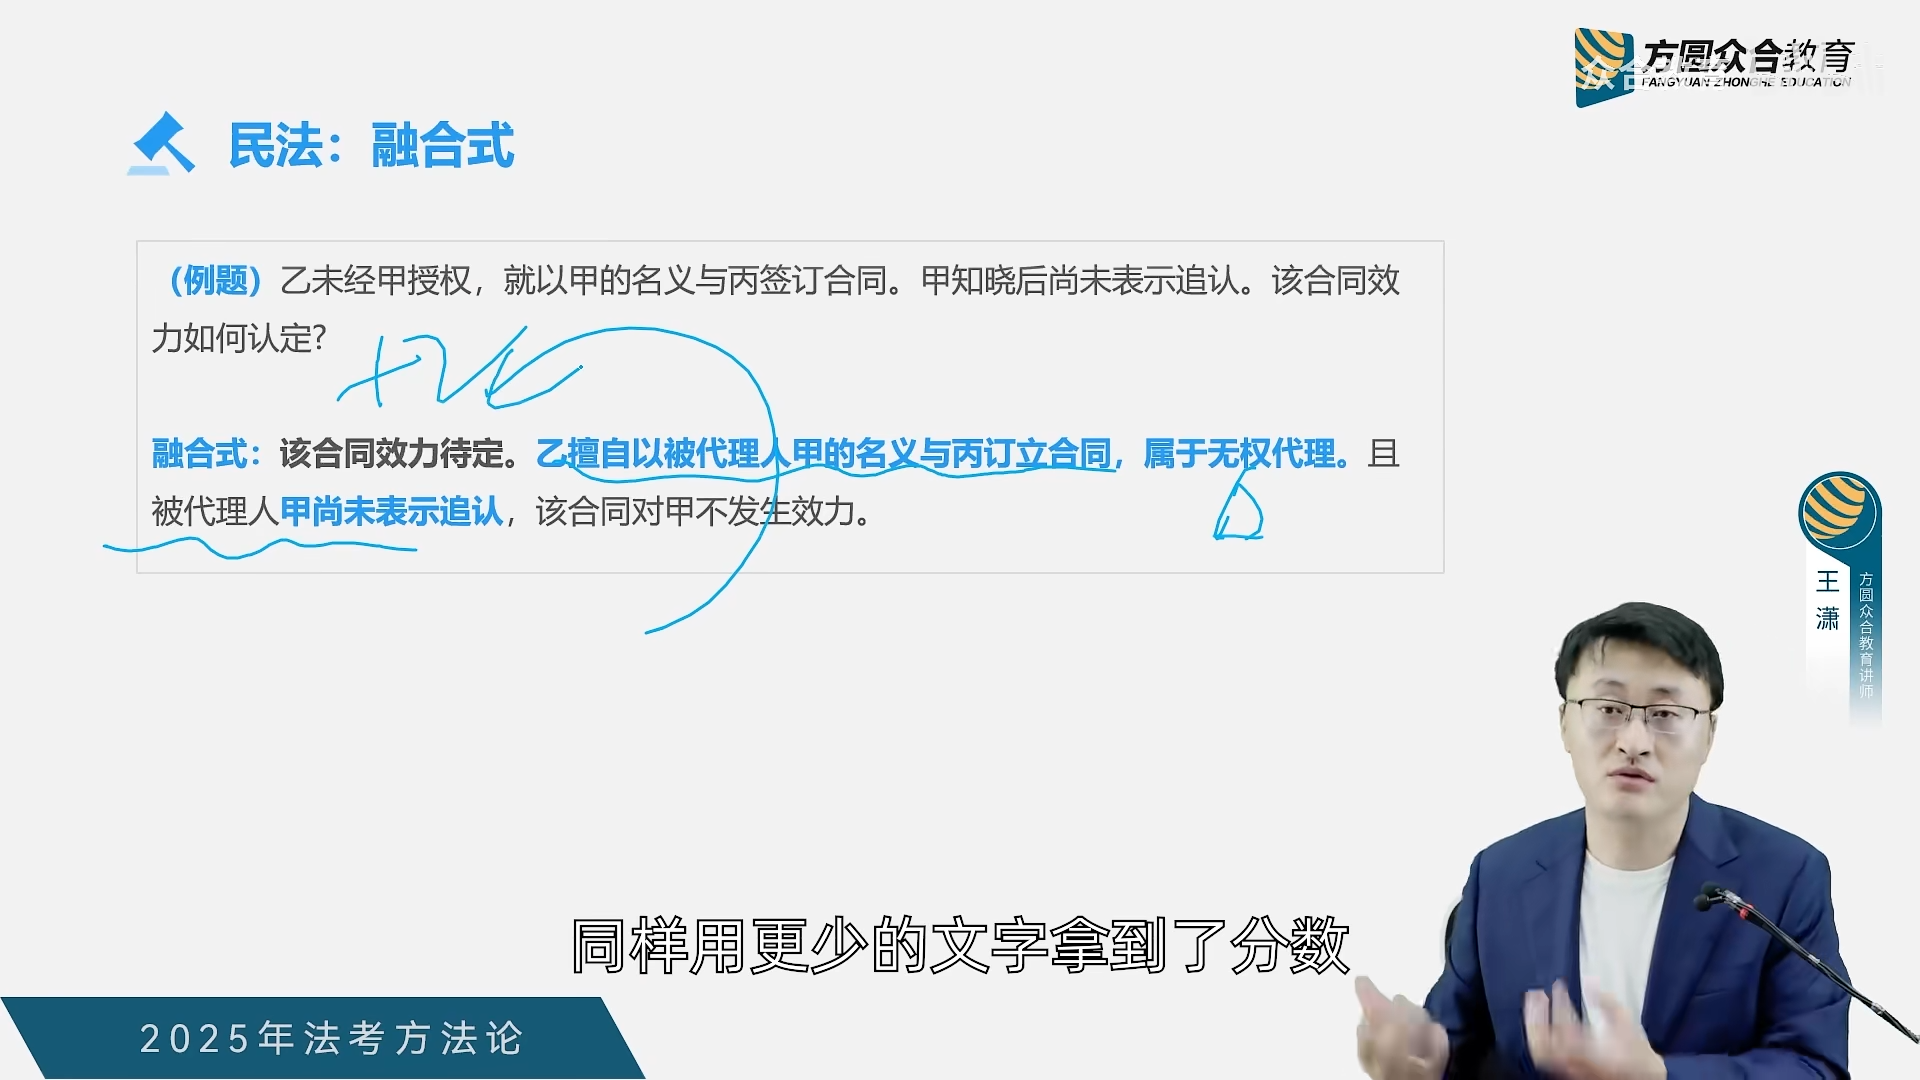 方圆众合教育
FANGYUAN ZHONGHE EDUCATION
民法：融合式
（例题）乙未经甲授权，就以甲的名义与丙签订合同。甲知晓后尚未表示追认。该合同效
力如何认定?
融合式：该合同效力待定。乙擅自以被代理人甲的名义与丙订立合同，属于无权代理。且
被代理人甲尚未表示追认，该合同对甲不发生效力。
王潇
方圆众合教育讲师
同样用更少的文字拿到了分数
2025年法考方法论